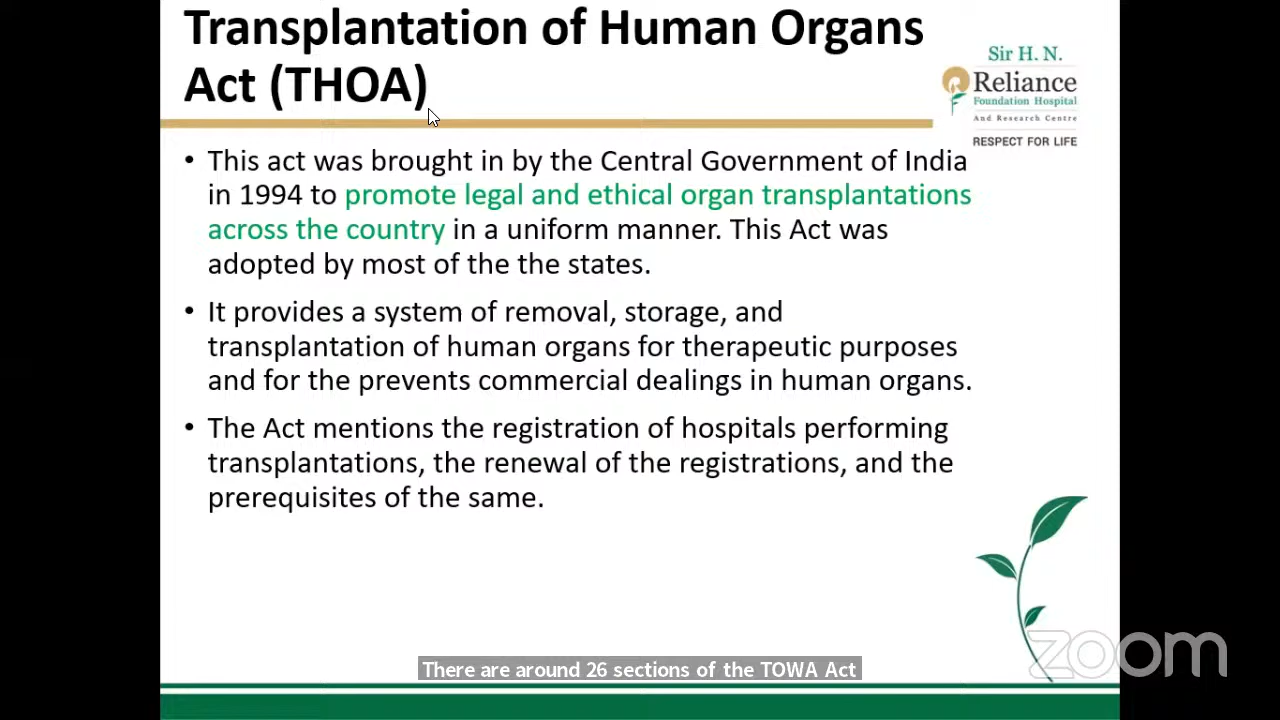 Transplantation of Human Organs
Act (THOA)
Sir H. N.
Reliance
Foundation Hospital
And Research Centre
RESPECT FOR LIFE
• This act was brought in by the Central Government of India
in 1994 to promote legal and ethical organ transplantations
across the country in a uniform manner. This Act was
adopted by most of the the states.
• It provides a system of removal, storage, and
transplantation of human organs for therapeutic purposes
and for the prevents commercial dealings in human organs.
• The Act mentions the registration of hospitals performing
transplantations, the renewal of the registrations, and the
prerequisites of the same.
zoom
There are around 26 sections of the TOWA Act